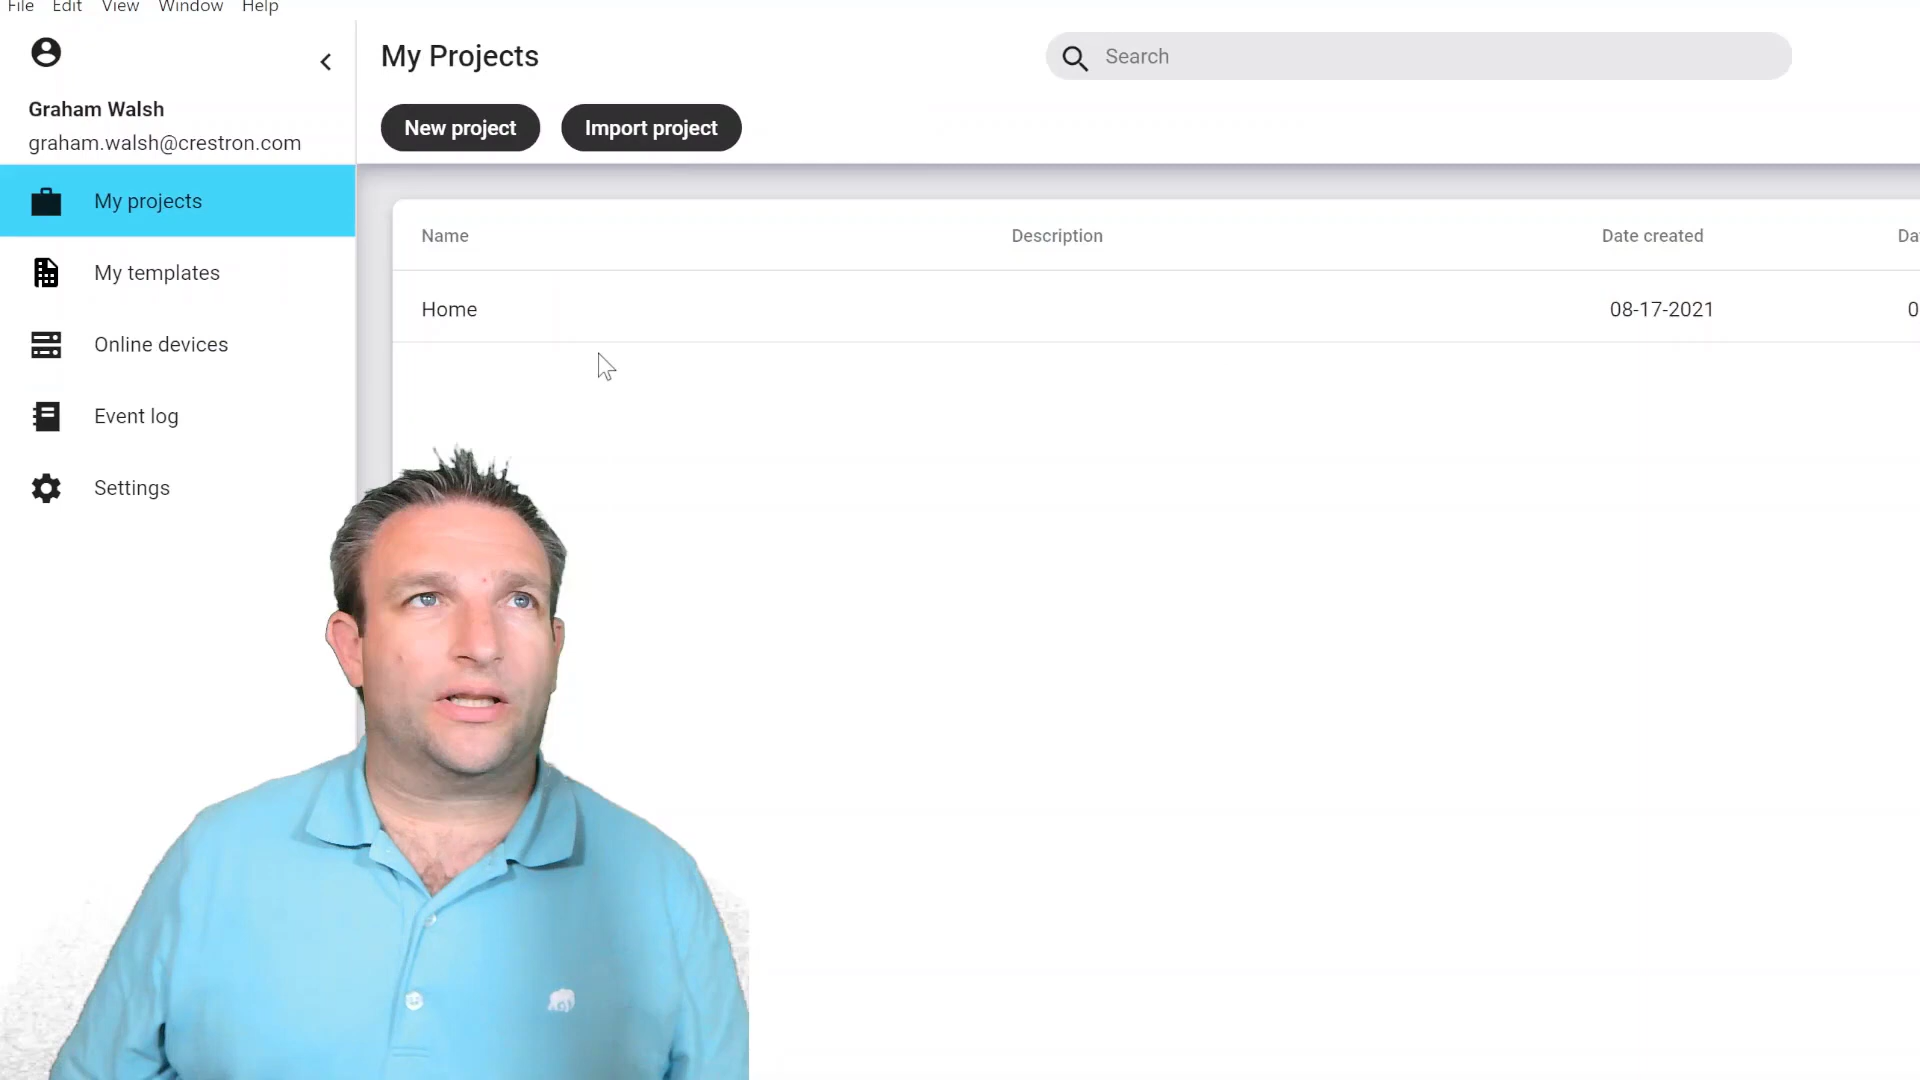 File Edit View Window Help
My Projects
Search
Graham Walsh
graham.walsh@crestron.com
New project Import project
My projects
My templates
Online devices
Event log
Settings
Name Description Date created Da
Home 08-17-2021 0